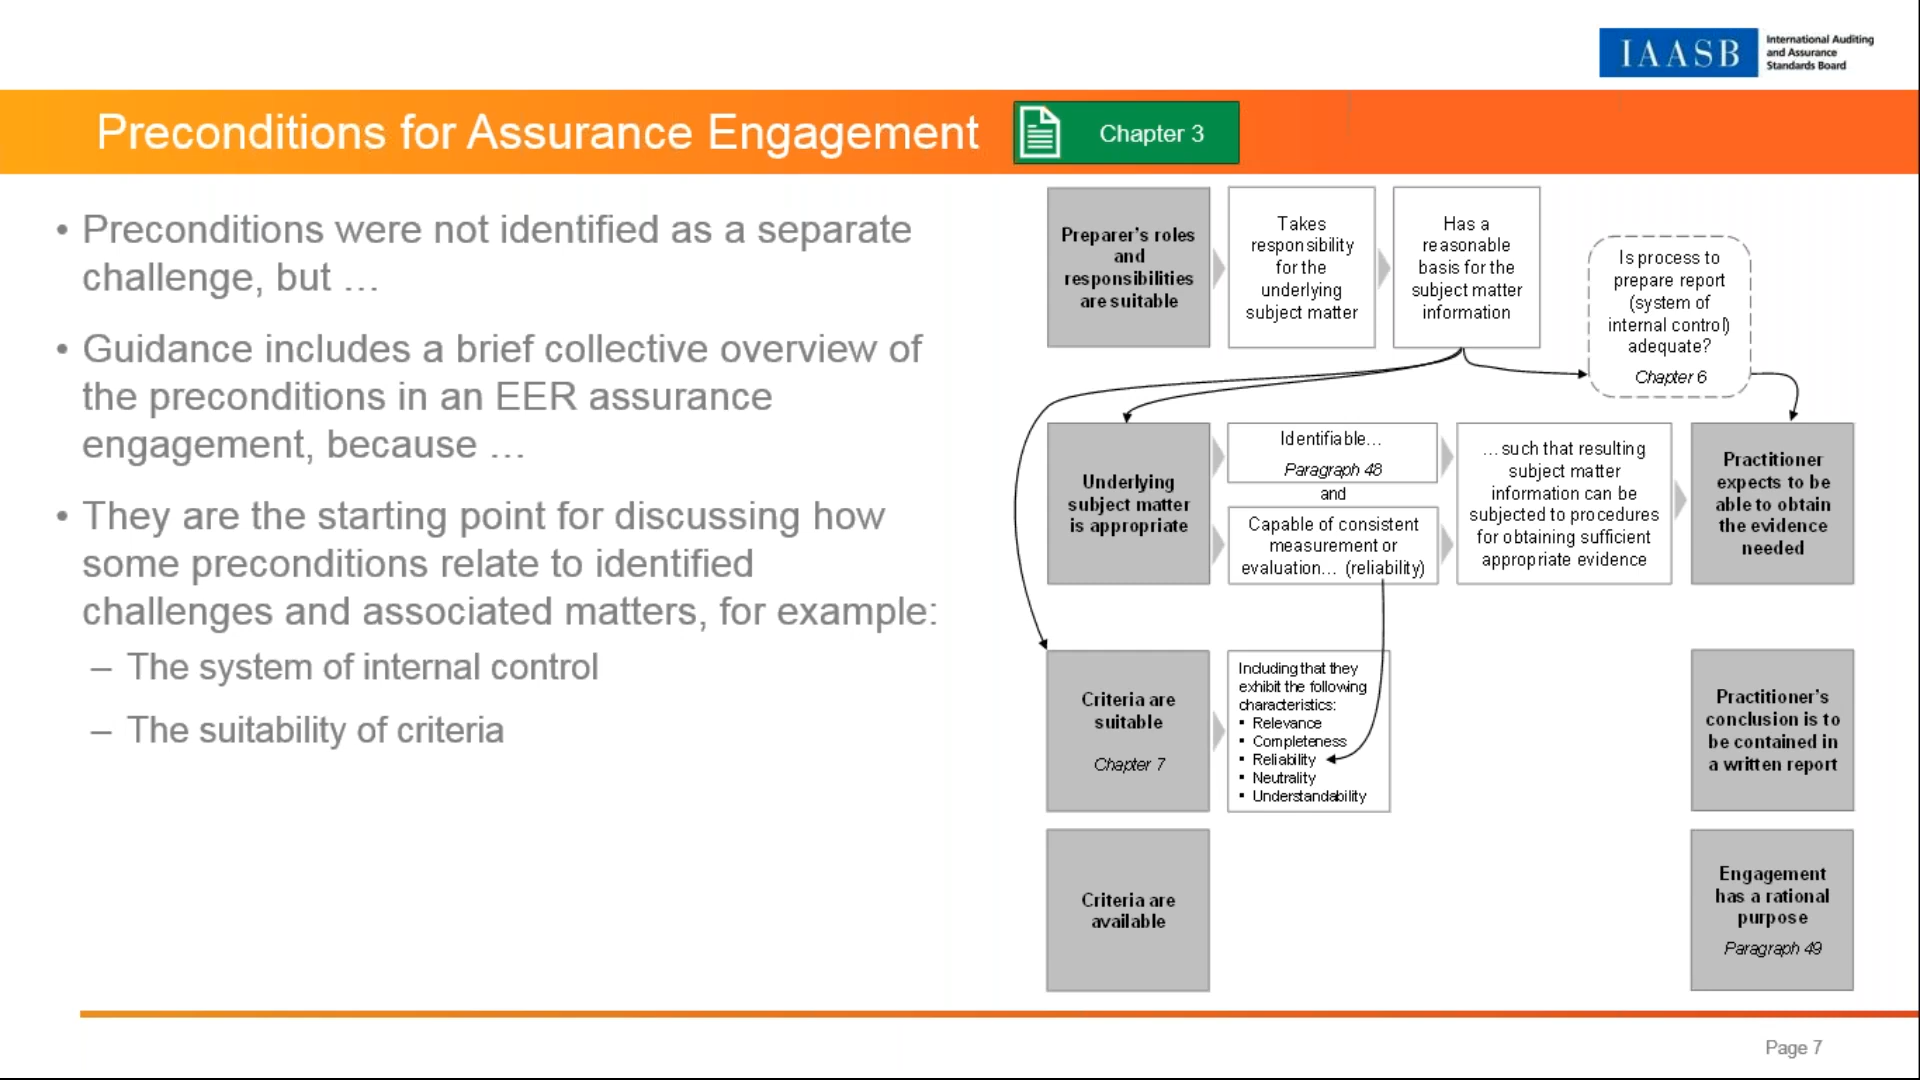 IAASB
International Auditing
and Assurance
Standards Board
Preconditions for Assurance Engagement
Chapter 3
• Preconditions were not identified as a separate
challenge, but …
• Guidance includes a brief collective overview of
the preconditions in an EER assurance
engagement, because …
• They are the starting point for discussing how
some preconditions relate to identified
challenges and associated matters, for example:
– The system of internal control
– The suitability of criteria
Preparer's roles
and
responsibilities
are suitable
Takes
responsibility
for the
underlying
subject matter
Has a
reasonable
basis for the
subject matter
information
Is process to
prepare report
(system of
internal control)
adequate?
Chapter 6
Underlying
subject matter
is appropriate
Identifiable…
Paragraph 48
and
Capable of consistent
measurement or
evaluation… (reliability)
…such that resulting
subject matter
information can be
subjected to procedures
for obtaining sufficient
appropriate evidence
Practitioner
expects to be
able to obtain
the evidence
needed
Criteria are
suitable
Chapter 7
Including that they
exhibit the following
characteristics:
▪ Relevance
▪ Completeness
▪ Reliability
▪ Neutrality
▪ Understandability
Practitioner's
conclusion is to
be contained in
a written report
Criteria are
available
Engagement
has a rational
purpose
Paragraph 49
Page 7